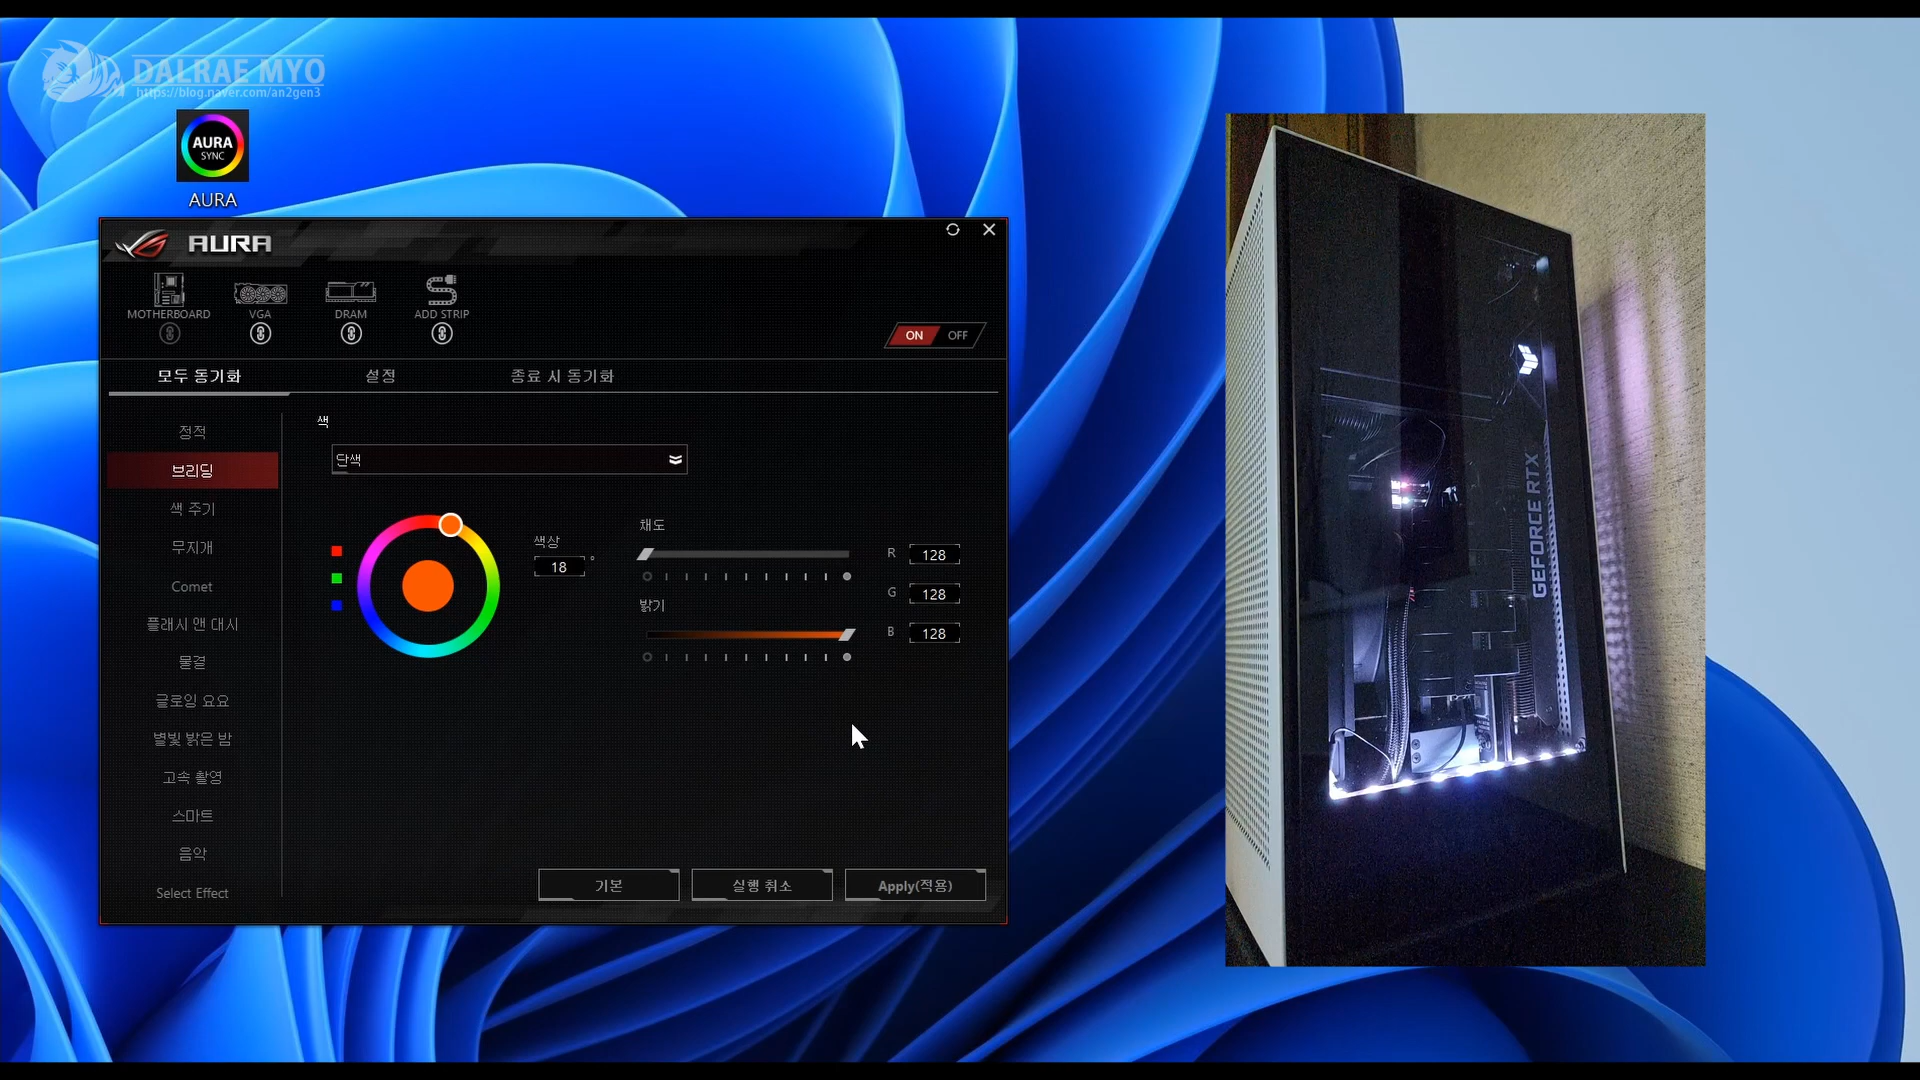 DALRAE MYO
https://blog.naver.com/an2gen3
AURA
SYNC
AURA
AURA
MOTHERBOARD
VGA
DRAM
ADD STRIP
ON
OFF
모두 동기화
설정
종료 시 동기화
정적
브리딩
색 주기
무지개
Comet
플래시 앤 대시
물결
글로잉 요요
별빛 밝은 밤
고속 촬영
스마트
음악
Select Effect
색
단색
색상
18 °
채도
밝기
R 128
G 128
B 128
기본
실행 취소
Apply(적용)
GEFORCE RTX